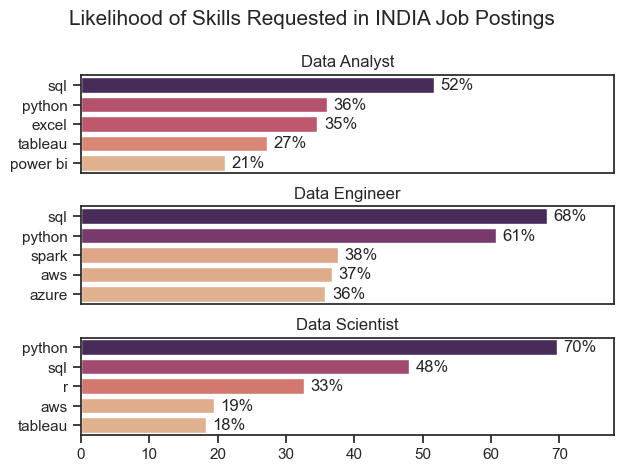 Likelihood of Skills Requested in INDIA Job Postings
Data Analyst
sql 52%
python 36%
excel 35%
tableau 27%
power bi 21%
Data Engineer
sql 68%
python 61%
spark 38%
aws 37%
azure 36%
Data Scientist
python 70%
sql 48%
r 33%
aws 19%
tableau 18%
0 10 20 30 40 50 60 70